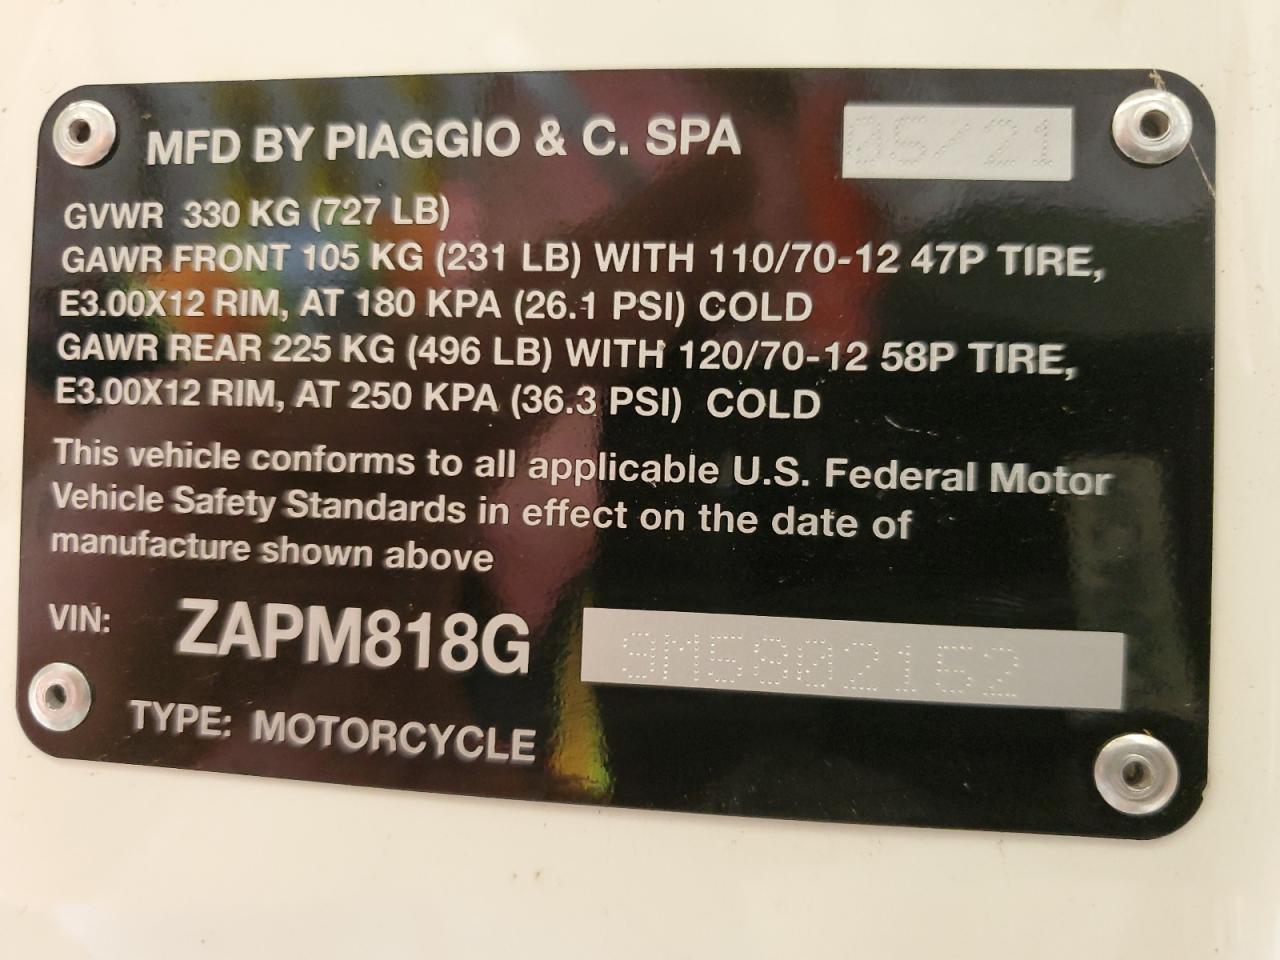 MFD BY PIAGGIO & C. SPA 05/21
GVWR 330 KG (727 LB)
GAWR FRONT 105 KG (231 LB) WITH 110/70-12 47P TIRE,
E3.00X12 RIM, AT 180 KPA (26.1 PSI) COLD
GAWR REAR 225 KG (496 LB) WITH 120/70-12 58P TIRE,
E3.00X12 RIM, AT 250 KPA (36.3 PSI) COLD
This vehicle conforms to all applicable U.S. Federal Motor
Vehicle Safety Standards in effect on the date of
manufacture shown above
VIN: ZAPM818G 9M5802152
TYPE: MOTORCYCLE